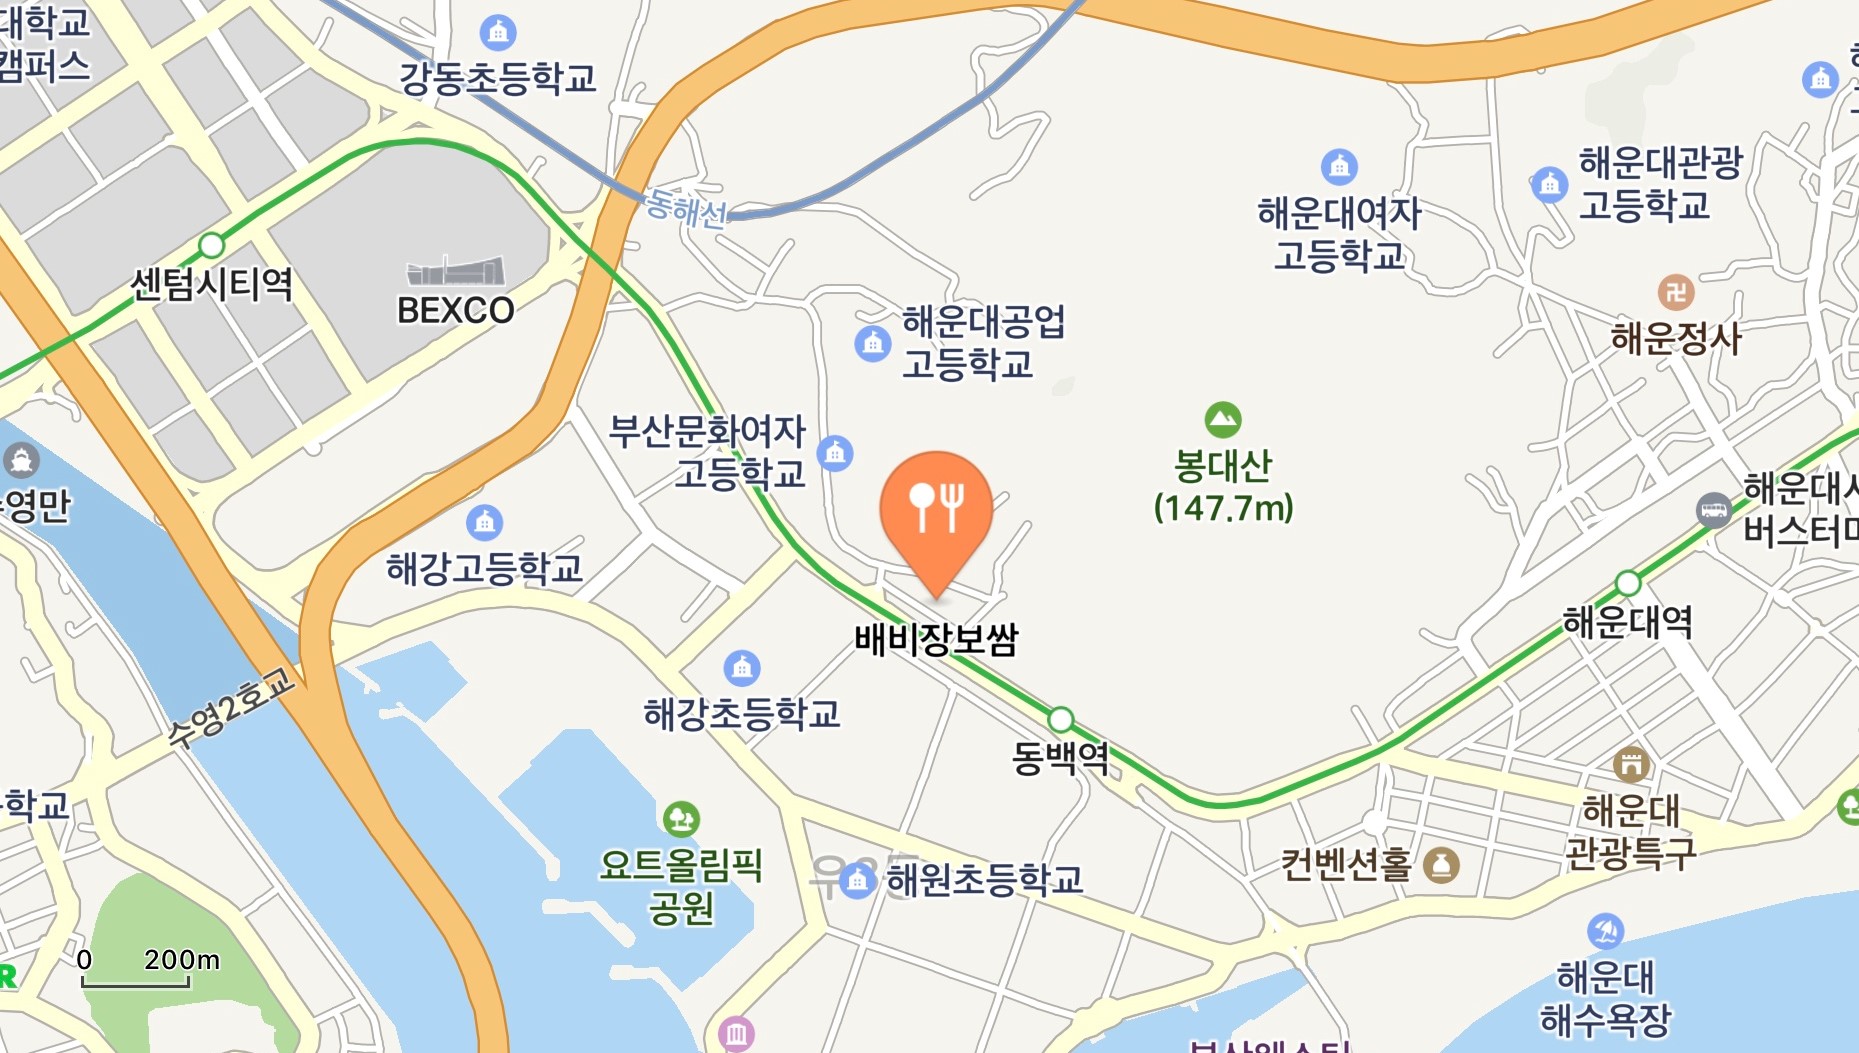 대학교
캠퍼스
강동초등학교
동해선
해운대관광
고등학교
해운대여자
고등학교
센텀시티역
BEXCO
해운대공업
고등학교
해운정사
부산문화여자
고등학교
봉대산
(147.7m)
영만
해운대시
버스터미
해강고등학교
해운대역
배비장보쌈
수영2호교
해강초등학교
동백역
학교
해운대
관광특구
요트올림픽
공원
컨벤션홀
해원초등학교
0 200m
해운대
해수욕장